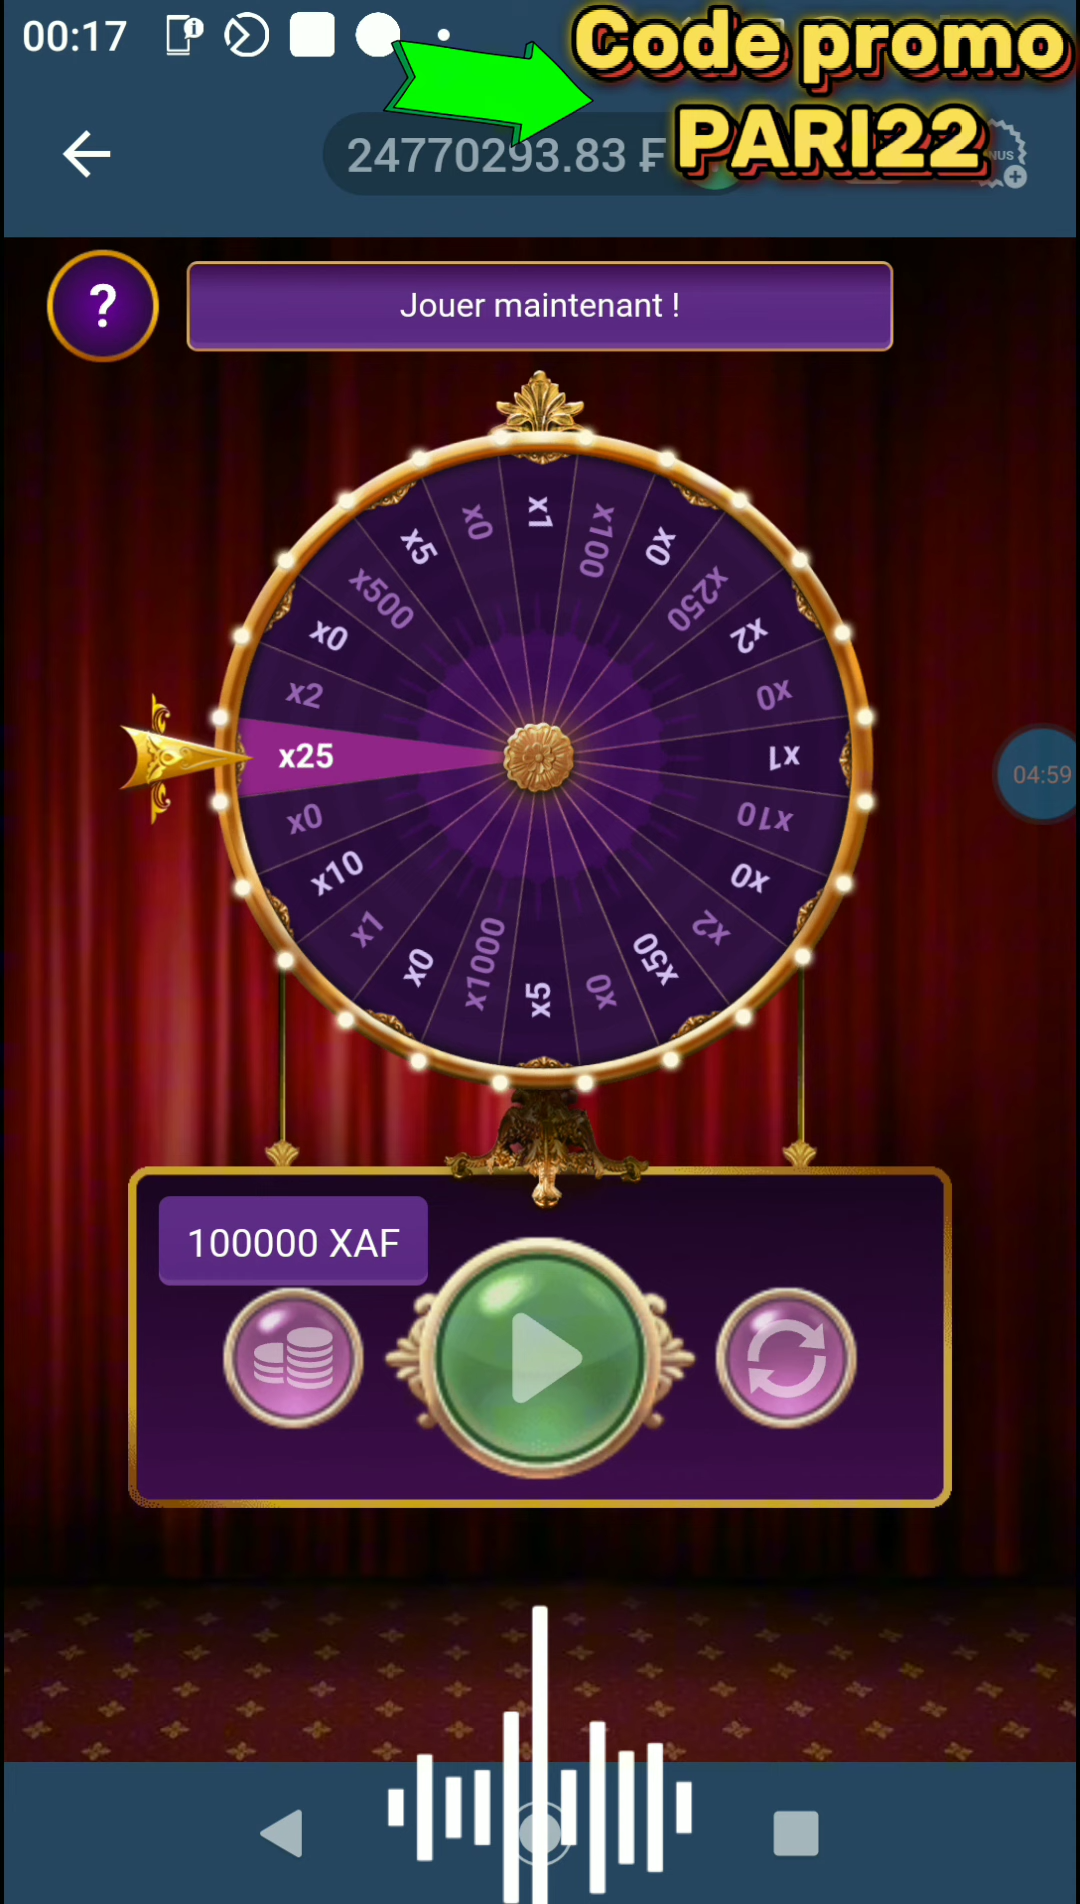 00:17
Code promo
PARI22
24770293.83 ₣
NUS
?
Jouer maintenant !
x1
x100
x0
x250
x2
x0
x1
x10
x0
x2
x50
x0
x5
x1000
x0
x1
x10
x0
x25
x2
x0
x500
x5
x0
04:59
100000 XAF